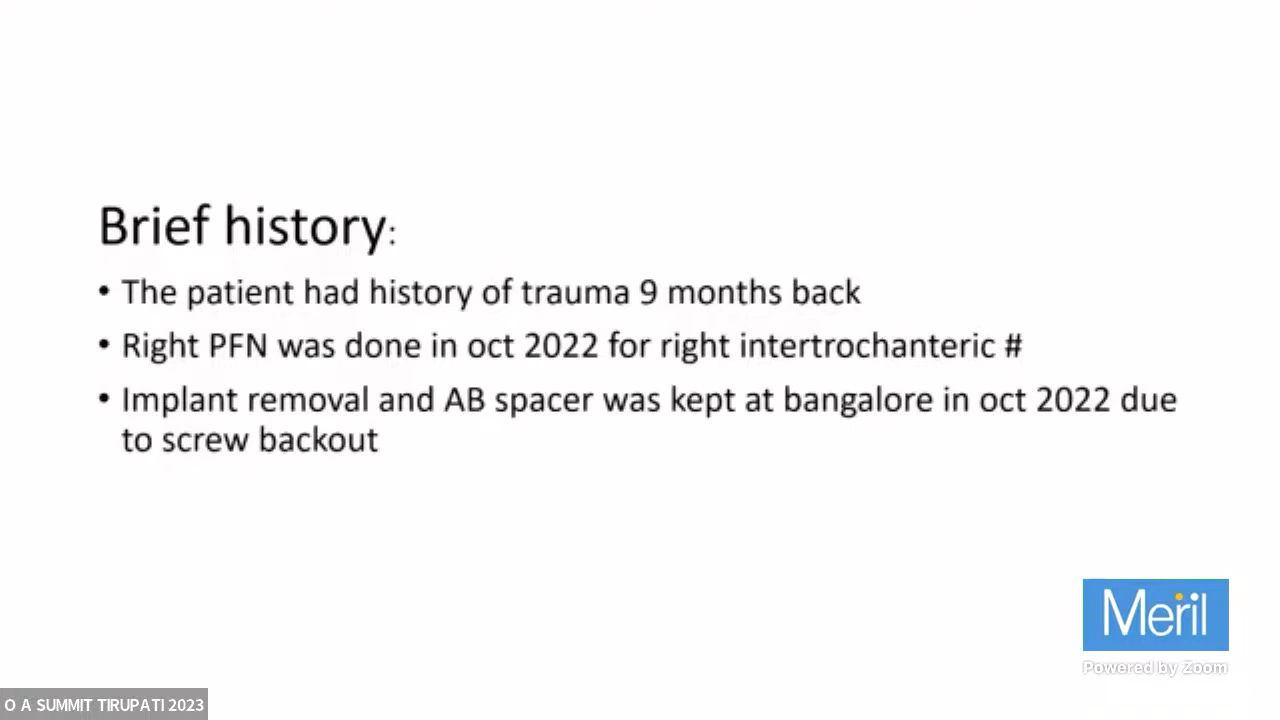 Brief history:
• The patient had history of trauma 9 months back
• Right PFN was done in oct 2022 for right intertrochanteric #
• Implant removal and AB spacer was kept at bangalore in oct 2022 due
to screw backout
Meril
Powered by Zoom
O A SUMMIT TIRUPATI 2023